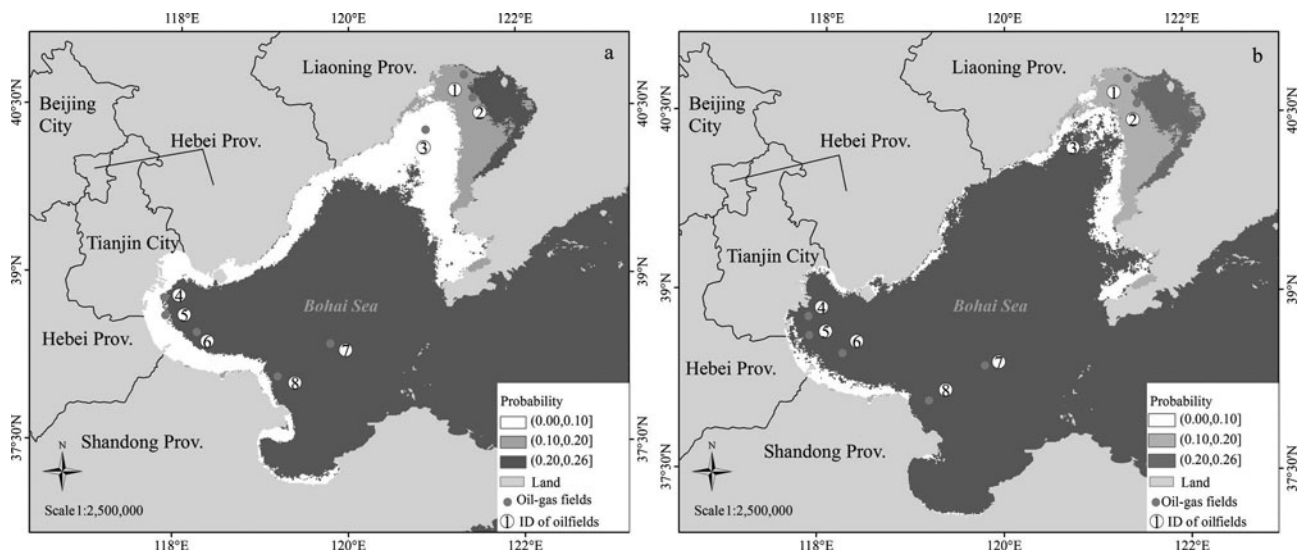 118°E
120°E
122°E
a
Liaoning Prov.
40°30'N
40°30'N
Beijing
City
Hebei Prov.
①
②
③
Tianjin City
39°N
39°N
④
⑤
⑥
Hebei Prov.
Bohai Sea
⑦
⑧
Shandong Prov.
37°30'N
37°30'N
N
Scale1:2,500,000
Probability
(0.00,0.10]
(0.10,0.20]
(0.20,0.26]
Land
Oil-gas fields
① ID of oilfields
118°E
120°E
122°E
118°E
120°E
122°E
b
Liaoning Prov.
40°30'N
40°30'N
Beijing
City
Hebei Prov.
①
②
③
Tianjin City
39°N
39°N
④
⑤
⑥
Hebei Prov.
Bohai Sea
⑦
⑧
Shandong Prov.
37°30'N
37°30'N
N
Scale1:2,500,000
Probability
(0.00,0.10]
(0.10,0.20]
(0.20,0.26]
Land
Oil-gas fields
① ID of oilfields
118°E
120°E
122°E